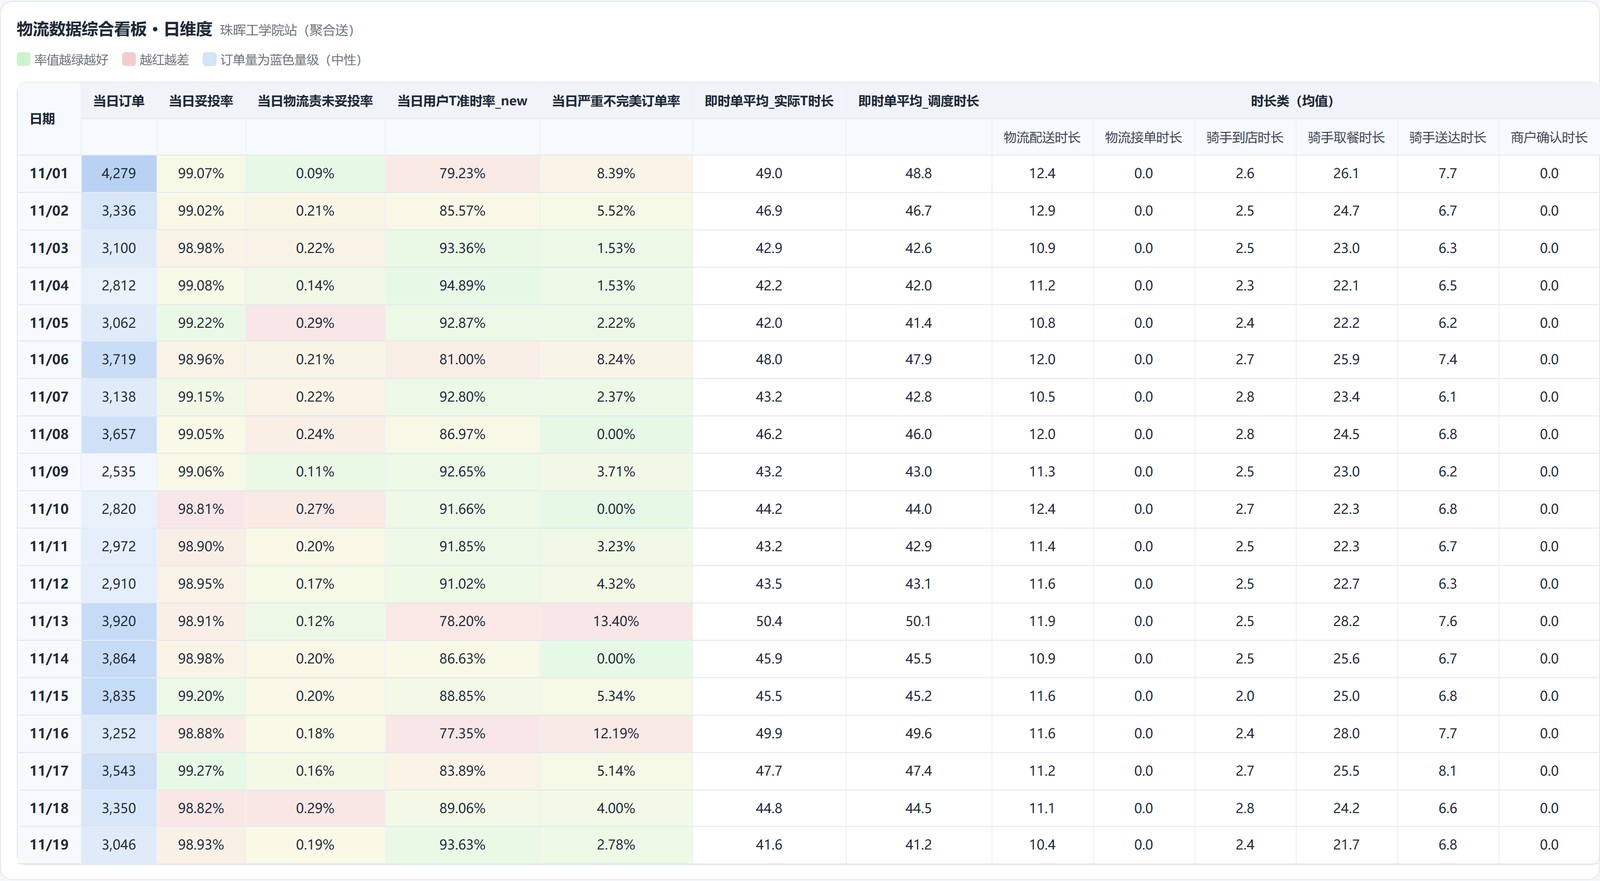 物流数据综合看板 • 日维度 珠晖工学院站（聚合送）
率值越绿越好 越红越差 订单量为蓝色量级（中性）
日期 当日订单 当日妥投率 当日物流责未妥投率 当日用户T准时率_new 当日严重不完美订单率 即时单平均_实际T时长 即时单平均_调度时长 时长类（均值）
物流配送时长 物流接单时长 骑手到店时长 骑手取餐时长 骑手送达时长 商户确认时长
11/01 4,279 99.07% 0.09% 79.23% 8.39% 49.0 48.8 12.4 0.0 2.6 26.1 7.7 0.0
11/02 3,336 99.02% 0.21% 85.57% 5.52% 46.9 46.7 12.9 0.0 2.5 24.7 6.7 0.0
11/03 3,100 98.98% 0.22% 93.36% 1.53% 42.9 42.6 10.9 0.0 2.5 23.0 6.3 0.0
11/04 2,812 99.08% 0.14% 94.89% 1.53% 42.2 42.0 11.2 0.0 2.3 22.1 6.5 0.0
11/05 3,062 99.22% 0.29% 92.87% 2.22% 42.0 41.4 10.8 0.0 2.4 22.2 6.2 0.0
11/06 3,719 98.96% 0.21% 81.00% 8.24% 48.0 47.9 12.0 0.0 2.7 25.9 7.4 0.0
11/07 3,138 99.15% 0.22% 92.80% 2.37% 43.2 42.8 10.5 0.0 2.8 23.4 6.1 0.0
11/08 3,657 99.05% 0.24% 86.97% 0.00% 46.2 46.0 12.0 0.0 2.8 24.5 6.8 0.0
11/09 2,535 99.06% 0.11% 92.65% 3.71% 43.2 43.0 11.3 0.0 2.5 23.0 6.2 0.0
11/10 2,820 98.81% 0.27% 91.66% 0.00% 44.2 44.0 12.4 0.0 2.7 22.3 6.8 0.0
11/11 2,972 98.90% 0.20% 91.85% 3.23% 43.2 42.9 11.4 0.0 2.5 22.3 6.7 0.0
11/12 2,910 98.95% 0.17% 91.02% 4.32% 43.5 43.1 11.6 0.0 2.5 22.7 6.3 0.0
11/13 3,920 98.91% 0.12% 78.20% 13.40% 50.4 50.1 11.9 0.0 2.5 28.2 7.6 0.0
11/14 3,864 98.98% 0.20% 86.63% 0.00% 45.9 45.5 10.9 0.0 2.5 25.6 6.7 0.0
11/15 3,835 99.20% 0.20% 88.85% 5.34% 45.5 45.2 11.6 0.0 2.0 25.0 6.8 0.0
11/16 3,252 98.88% 0.18% 77.35% 12.19% 49.9 49.6 11.6 0.0 2.4 28.0 7.7 0.0
11/17 3,543 99.27% 0.16% 83.89% 5.14% 47.7 47.4 11.2 0.0 2.7 25.5 8.1 0.0
11/18 3,350 98.82% 0.29% 89.06% 4.00% 44.8 44.5 11.1 0.0 2.8 24.2 6.6 0.0
11/19 3,046 98.93% 0.19% 93.63% 2.78% 41.6 41.2 10.4 0.0 2.4 21.7 6.8 0.0